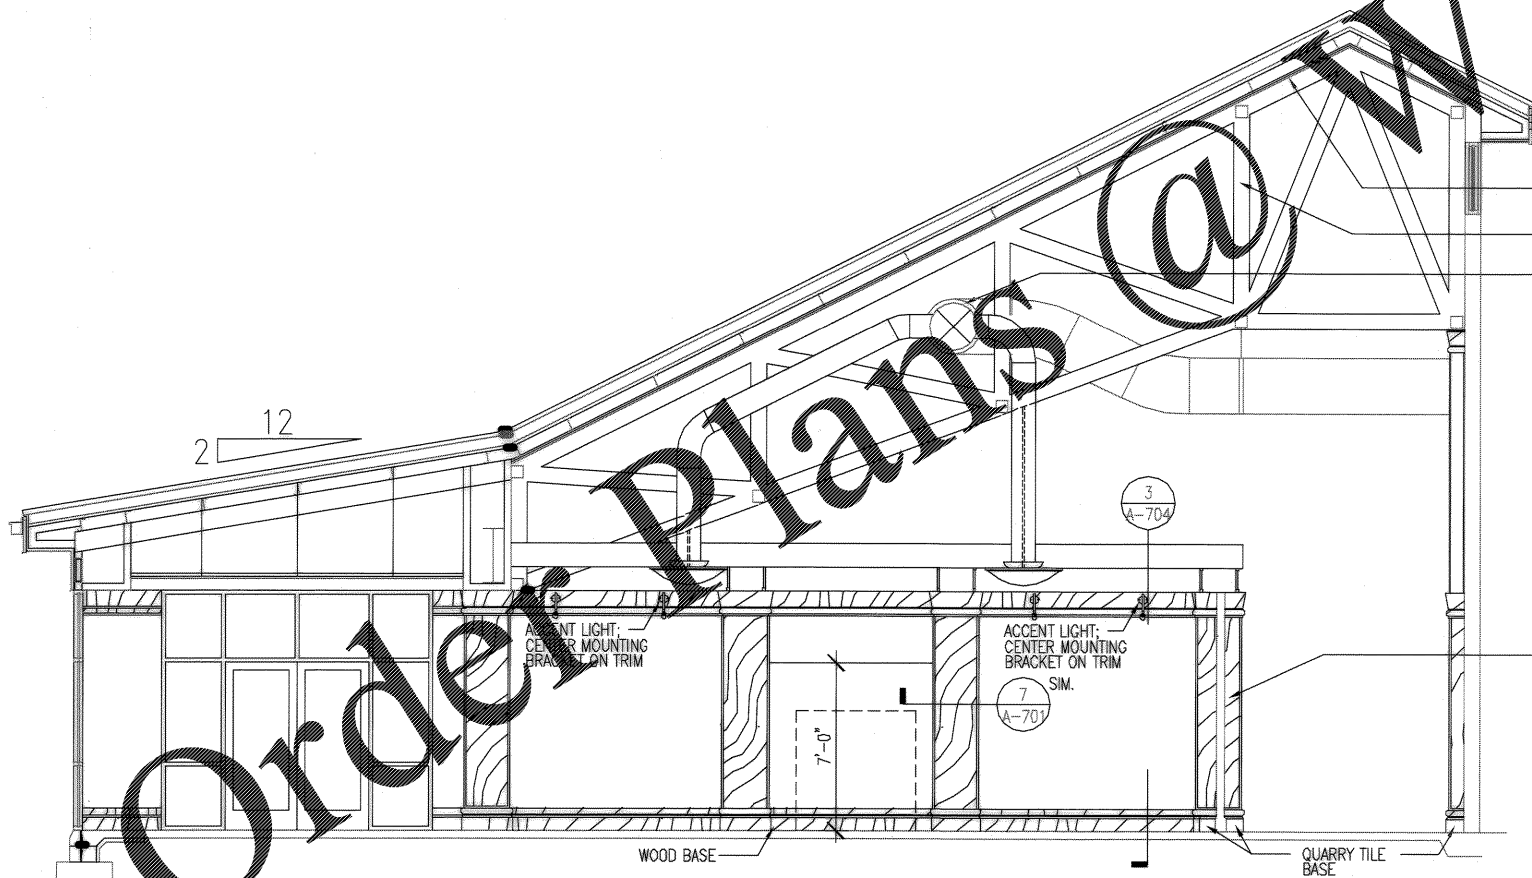 Order Plans @ W
12
2
3
A-704
ACCENT LIGHT;
CENTER MOUNTING
BRACKET ON TRIM
ACCENT LIGHT;
CENTER MOUNTING
BRACKET ON TRIM
SIM.
7
A-701
7'-0"
WOOD BASE
QUARRY TILE
BASE